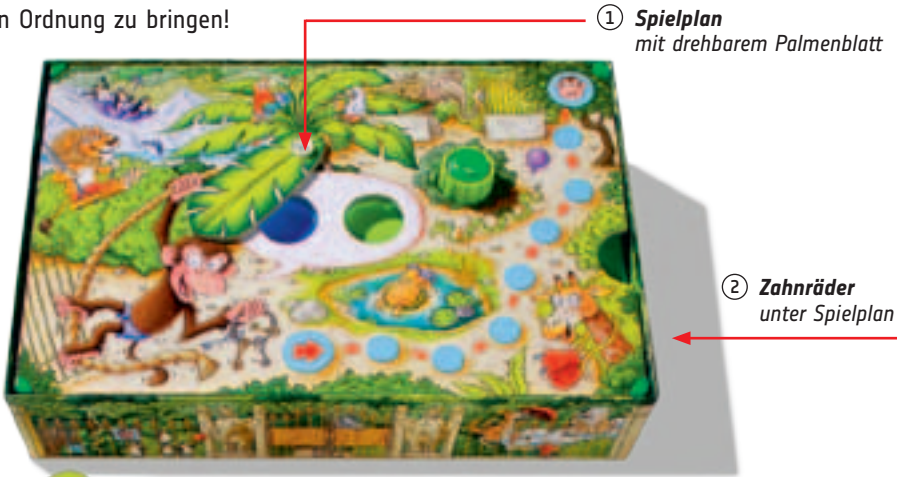 n Ordnung zu bringen!
① Spielplan
mit drehbarem Palmenblatt
② Zahnräder
unter Spielplan